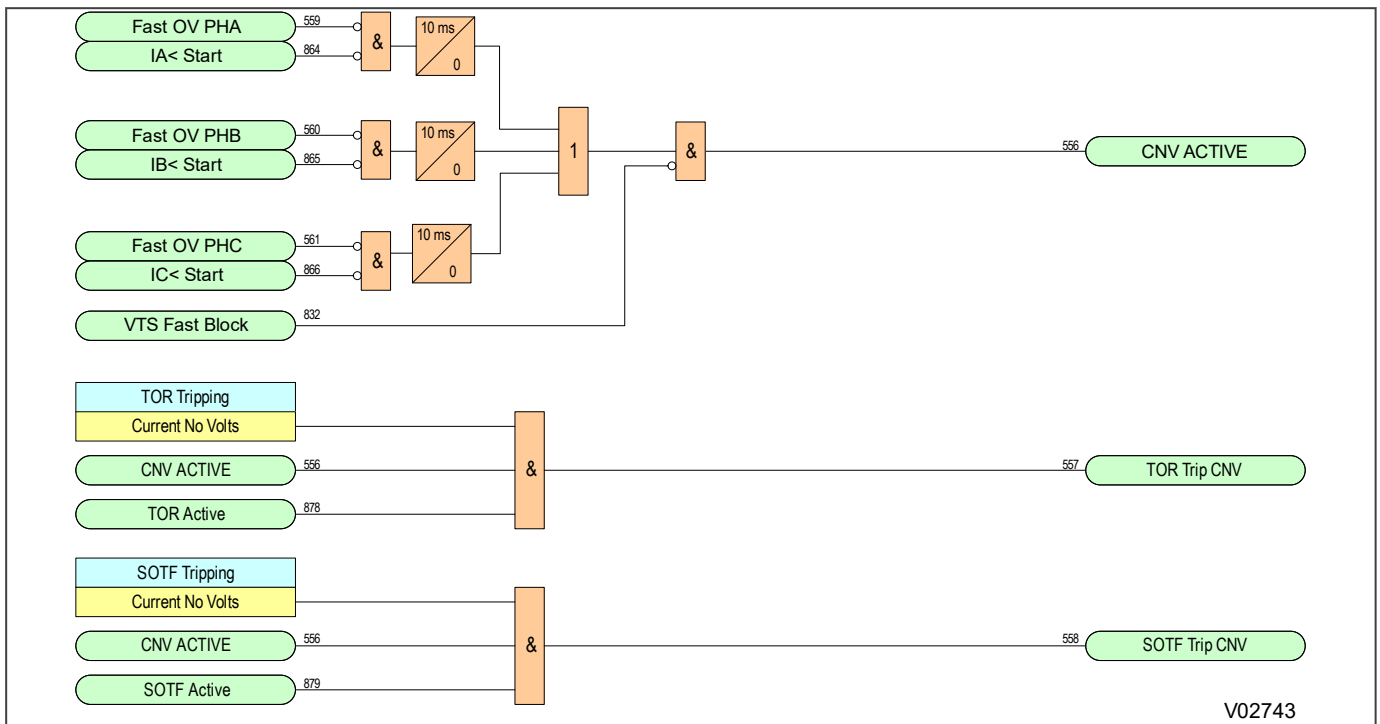 Fast OV PHA
559
IA< Start
864
&
10 ms
0
Fast OV PHB
560
IB< Start
865
&
10 ms
0
1
&
556
CNV ACTIVE
Fast OV PHC
561
IC< Start
866
&
10 ms
0
VTS Fast Block
832
TOR Tripping
Current No Volts
CNV ACTIVE
556
&
557
TOR Trip CNV
TOR Active
878
SOTF Tripping
Current No Volts
CNV ACTIVE
556
&
558
SOTF Trip CNV
SOTF Active
879
V02743